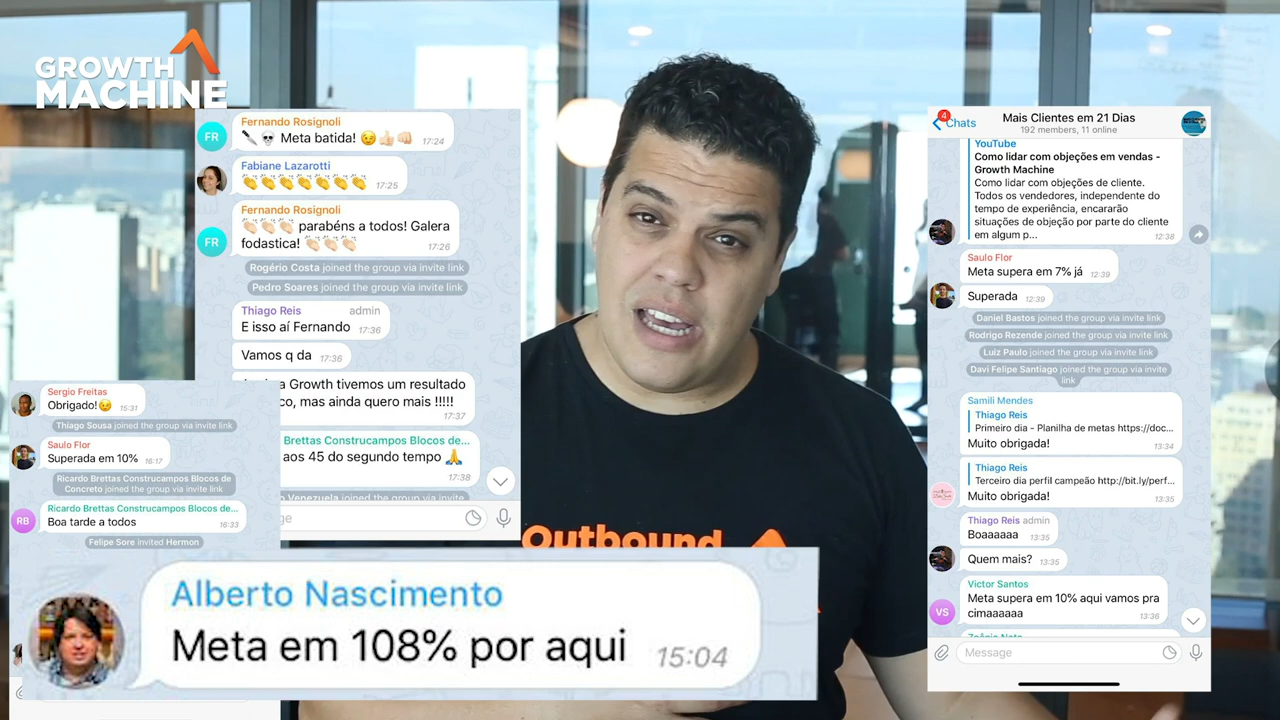 GROWTH
MACHINE
Fernando Rosignoli
Meta batida!
17:24
Fabiane Lazarotti
17:25
FR
Fernando Rosignoli
parabéns a todos! Galera
fodastica!
17:26
FR
Rogério Costa joined the group via invite link
Pedro Soares joined the group via invite link
Thiago Reis admin
E isso aí Fernando 17:36
Vamos q da 17:36
a Growth tivemos um resultado
co, mas ainda quero mais !!!!!
17:37
Brettas Construcampos Blocos de...
aos 45 do segundo tempo
17:38
Venezuela joined the group via invite link
ge
Sergio Freitas
Obrigado! 15:31
Thiago Sousa joined the group via invite link
Saulo Flor
Superada em 10% 16:17
Ricardo Brettas Construcampos Blocos de
Concreto joined the group via invite link
Ricardo Brettas Construcampos Blocos de...
RB
Boa tarde a todos 16:33
Felipe Sore invited Hermon
Alberto Nascimento
Meta em 108% por aqui 15:04
Outbound
4
Chats
Mais Clientes em 21 Dias
192 members, 11 online
YouTube
Como lidar com objeções em vendas -
Growth Machine
Como lidar com objeções de cliente.
Todos os vendedores, independente do
tempo de experiência, encararão
situações de objeção por parte do cliente
em algum p...
12:38
Saulo Flor
Meta supera em 7% já 12:39
Superada 12:39
Daniel Bastos joined the group via invite link
Rodrigo Rezende joined the group via invite link
Luiz Paulo joined the group via invite link
Davi Felipe Santiago joined the group via invite
link
Samili Mendes
Thiago Reis
Primeiro dia - Planilha de metas https://doc...
Muito obrigada! 13:34
Thiago Reis
Terceiro dia perfil campeão http://bit.ly/perf...
Muito obrigada! 13:35
Thiago Reis admin
Boaaaaaa 13:35
Quem mais? 13:35
Victor Santos
VS
Meta supera em 10% aqui vamos pra
cimaaaaaa 13:36
Message